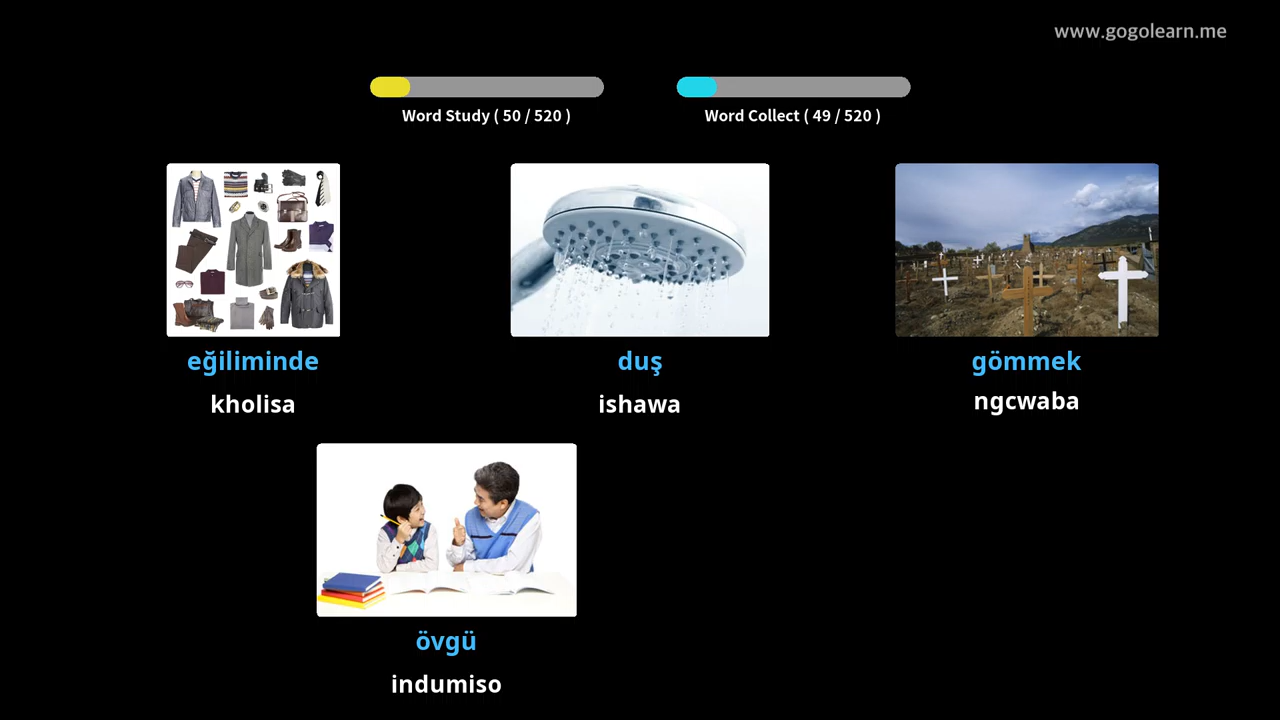 www.gogolearn.me
Word Study ( 50 / 520 )
Word Collect ( 49 / 520 )
eğiliminde
kholisa
duş
ishawa
gömmek
ngcwaba
övgü
indumiso